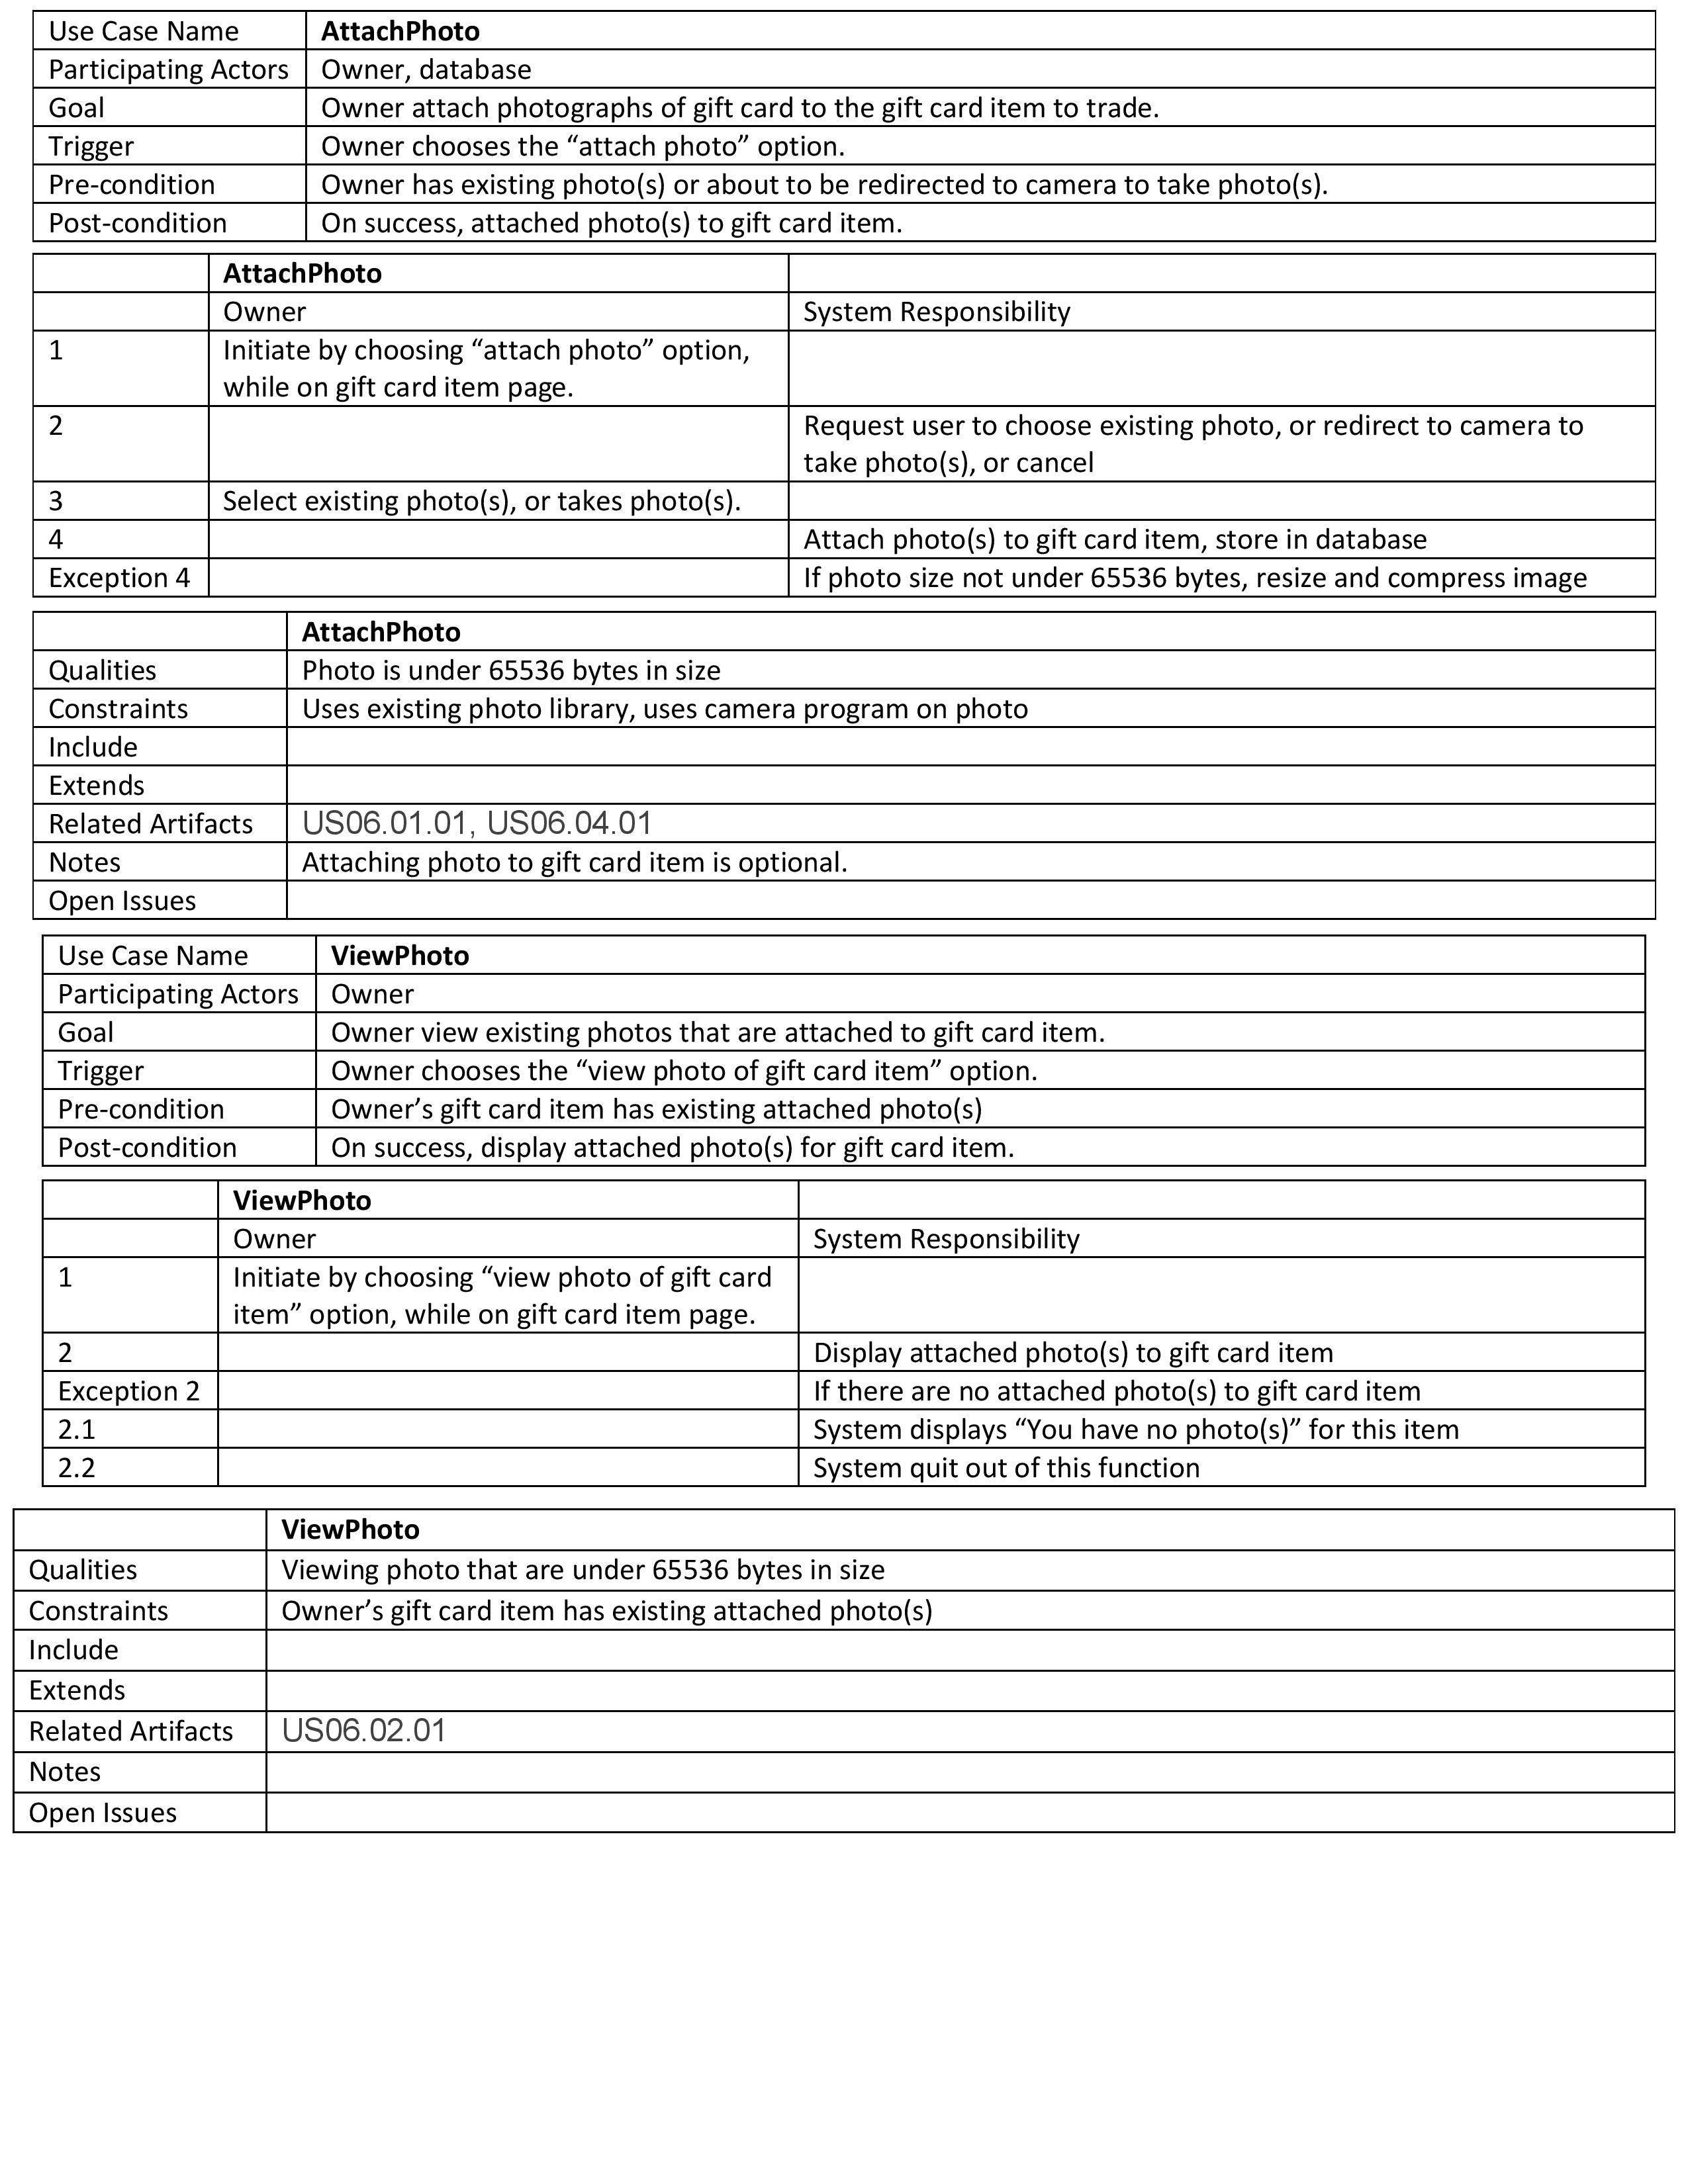 Use Case Name AttachPhoto
Participating Actors Owner, database
Goal Owner attach photographs of gift card to the gift card item to trade.
Trigger Owner chooses the “attach photo” option.
Pre-condition Owner has existing photo(s) or about to be redirected to camera to take photo(s).
Post-condition On success, attached photo(s) to gift card item.
AttachPhoto
Owner System Responsibility
1 Initiate by choosing “attach photo” option,
while on gift card item page.
2 Request user to choose existing photo, or redirect to camera to
take photo(s), or cancel
3 Select existing photo(s), or takes photo(s).
4 Attach photo(s) to gift card item, store in database
Exception 4 If photo size not under 65536 bytes, resize and compress image
AttachPhoto
Qualities Photo is under 65536 bytes in size
Constraints Uses existing photo library, uses camera program on photo
Include
Extends
Related Artifacts US06.01.01, US06.04.01
Notes Attaching photo to gift card item is optional.
Open Issues
Use Case Name ViewPhoto
Participating Actors Owner
Goal Owner view existing photos that are attached to gift card item.
Trigger Owner chooses the “view photo of gift card item” option.
Pre-condition Owner’s gift card item has existing attached photo(s)
Post-condition On success, display attached photo(s) for gift card item.
ViewPhoto
Owner System Responsibility
1 Initiate by choosing “view photo of gift card
item” option, while on gift card item page.
2 Display attached photo(s) to gift card item
Exception 2 If there are no attached photo(s) to gift card item
2.1 System displays “You have no photo(s)” for this item
2.2 System quit out of this function
ViewPhoto
Qualities Viewing photo that are under 65536 bytes in size
Constraints Owner’s gift card item has existing attached photo(s)
Include
Extends
Related Artifacts US06.02.01
Notes
Open Issues